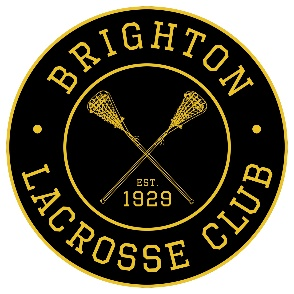 BRIGHTON
EST.
1929
LACROSSE CLUB